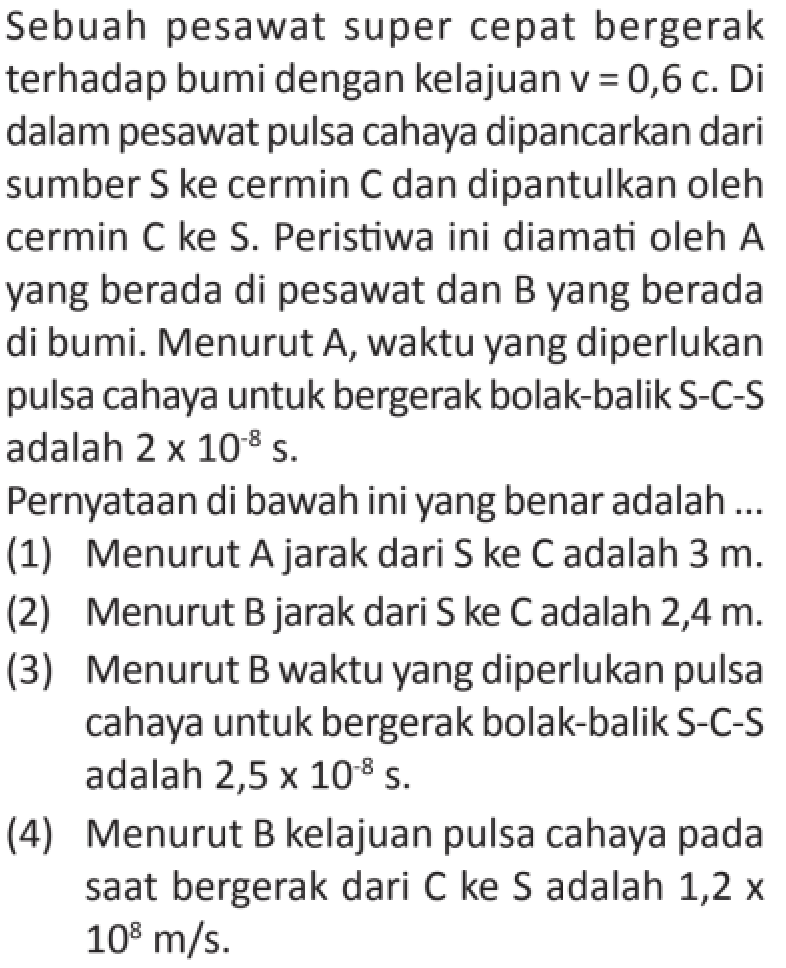 Sebuah pesawat super cepat bergerak
terhadap bumi dengan kelajuan v = 0,6 c. Di
dalam pesawat pulsa cahaya dipancarkan dari
sumber S ke cermin C dan dipantulkan oleh
cermin C ke S. Peristiwa ini diamati oleh A
yang berada di pesawat dan B yang berada
di bumi. Menurut A, waktu yang diperlukan
pulsa cahaya untuk bergerak bolak-balik S-C-S
adalah 2 x 10⁻⁸ s.
Pernyataan di bawah ini yang benar adalah ...
(1) Menurut A jarak dari S ke C adalah 3 m.
(2) Menurut B jarak dari S ke C adalah 2,4 m.
(3) Menurut B waktu yang diperlukan pulsa
cahaya untuk bergerak bolak-balik S-C-S
adalah 2,5 x 10⁻⁸ s.
(4) Menurut B kelajuan pulsa cahaya pada
saat bergerak dari C ke S adalah 1,2 x
10⁸ m/s.